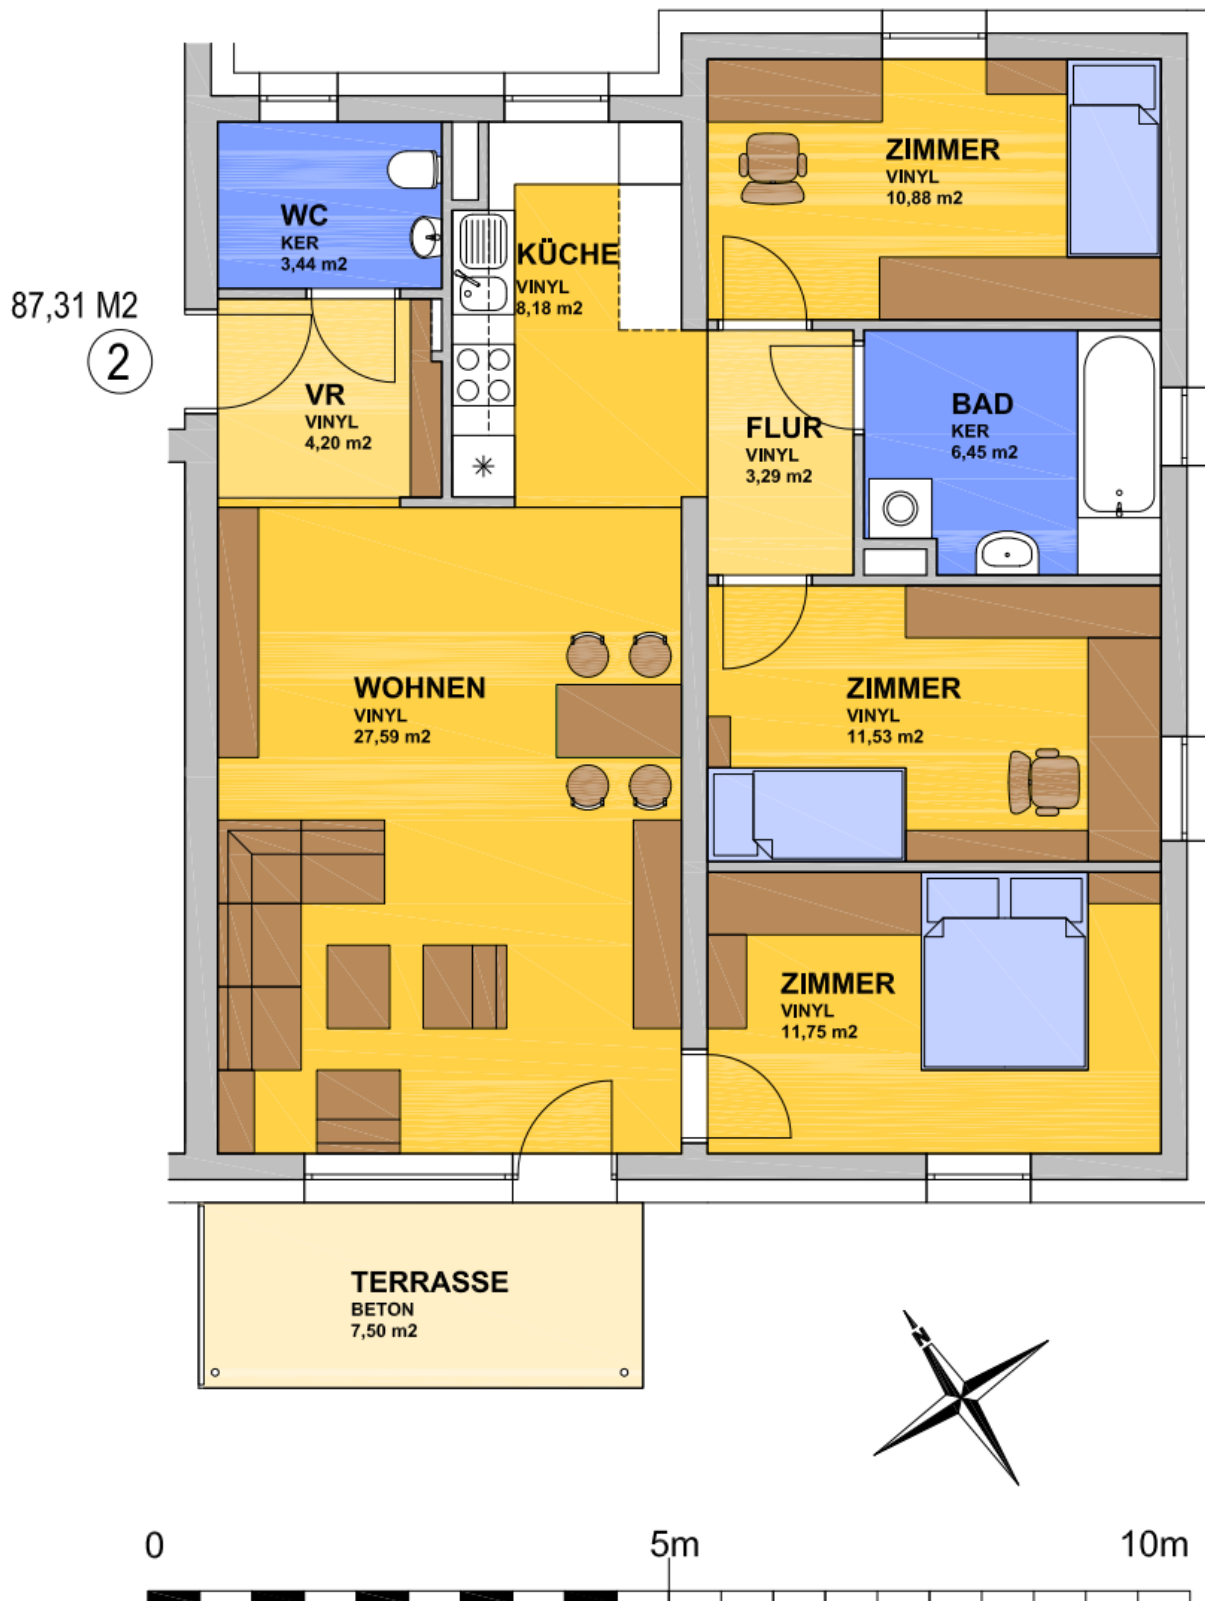 ZIMMER
VINYL
10,88 m2
WC
KER
3,44 m2
KÜCHE
VINYL
8,18 m2
87,31 M2
2
VR
VINYL
4,20 m2
FLUR
VINYL
3,29 m2
BAD
KER
6,45 m2
WOHNEN
VINYL
27,59 m2
ZIMMER
VINYL
11,53 m2
ZIMMER
VINYL
11,75 m2
TERRASSE
BETON
7,50 m2
N
0 5m 10m